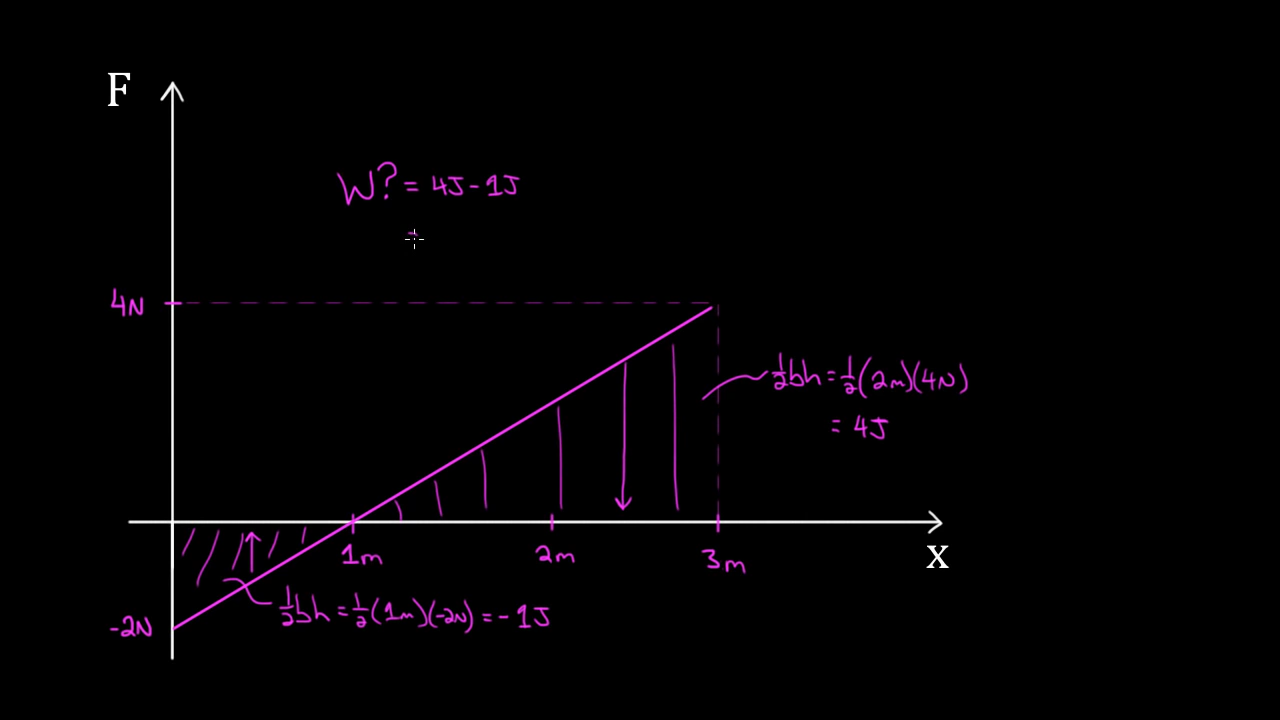 F
W? = 4J - 1J
4N
½bh = ½(2m)(4N)
= 4J
1m
2m
3m
x
½bh = ½(1m)(-2N) = -1J
-2N